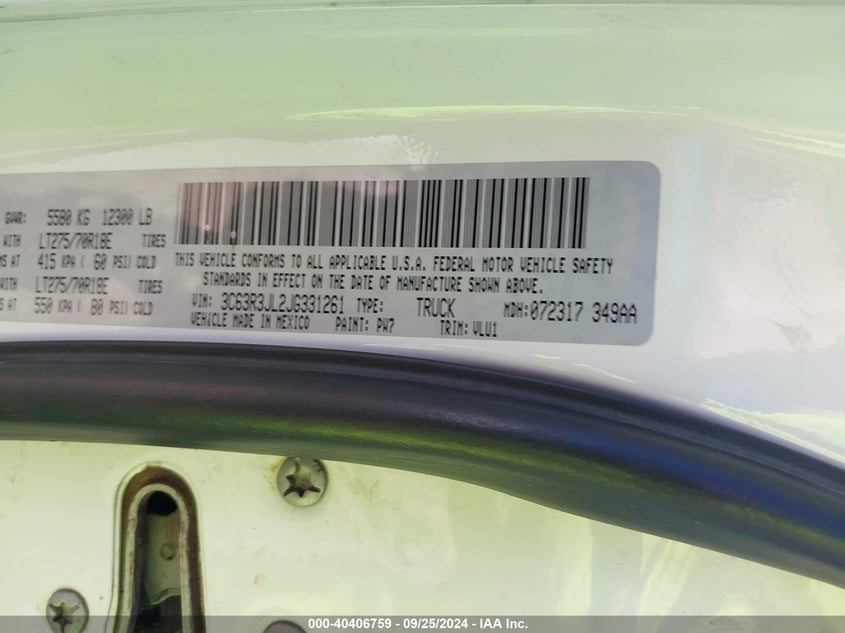 GVWR: 5580 KG 12300 LB
WITH LT275/70R18E TIRES
AT 415 KPA ( 60 PSI) COLD
WITH LT275/70R18E TIRES
AT 550 KPA ( 80 PSI) COLD
THIS VEHICLE CONFORMS TO ALL APPLICABLE U.S.A. FEDERAL MOTOR VEHICLE SAFETY
STANDARDS IN EFFECT ON THE DATE OF MANUFACTURE SHOWN ABOVE.
VIN: 3C63R3JL2JG331261 TYPE: TRUCK MDH: 072317 349AA
VEHICLE MADE IN MEXICO PAINT: PW7 TRIM: VLU1
000-40406759 - 09/25/2024 - IAA Inc.